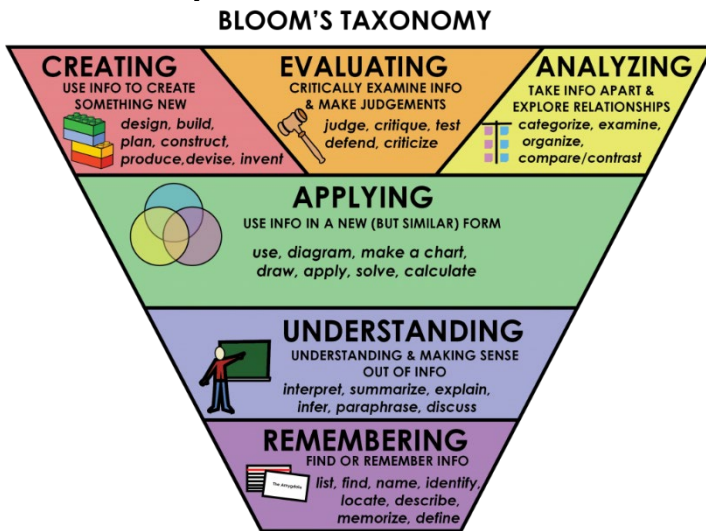 BLOOM'S TAXONOMY
CREATING
USE INFO TO CREATE
SOMETHING NEW
design, build,
plan, construct,
produce,devise, invent
EVALUATING
CRITICALLY EXAMINE INFO
& MAKE JUDGEMENTS
judge, critique, test
defend, criticize
ANALYZING
TAKE INFO APART &
EXPLORE RELATIONSHIPS
categorize, examine,
organize,
compare/contrast
APPLYING
USE INFO IN A NEW (BUT SIMILAR) FORM
use, diagram, make a chart,
draw, apply, solve, calculate
UNDERSTANDING
UNDERSTANDING & MAKING SENSE
OUT OF INFO
interpret, summarize, explain,
infer, paraphrase, discuss
REMEMBERING
FIND OR REMEMBER INFO
The Amygdala
list, find, name, identify,
locate, describe,
memorize, define